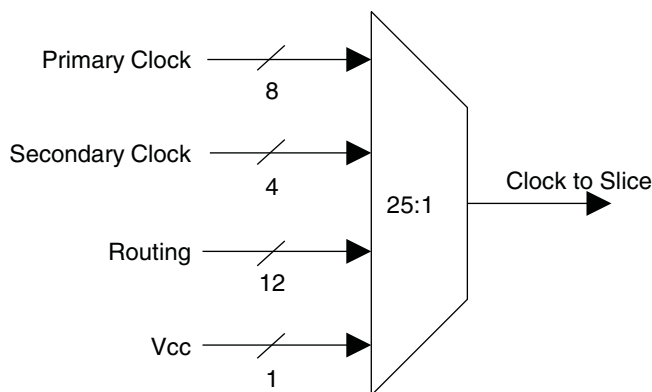 Primary Clock
8
Secondary Clock
4
Routing
12
Vcc
1
25:1
Clock to Slice